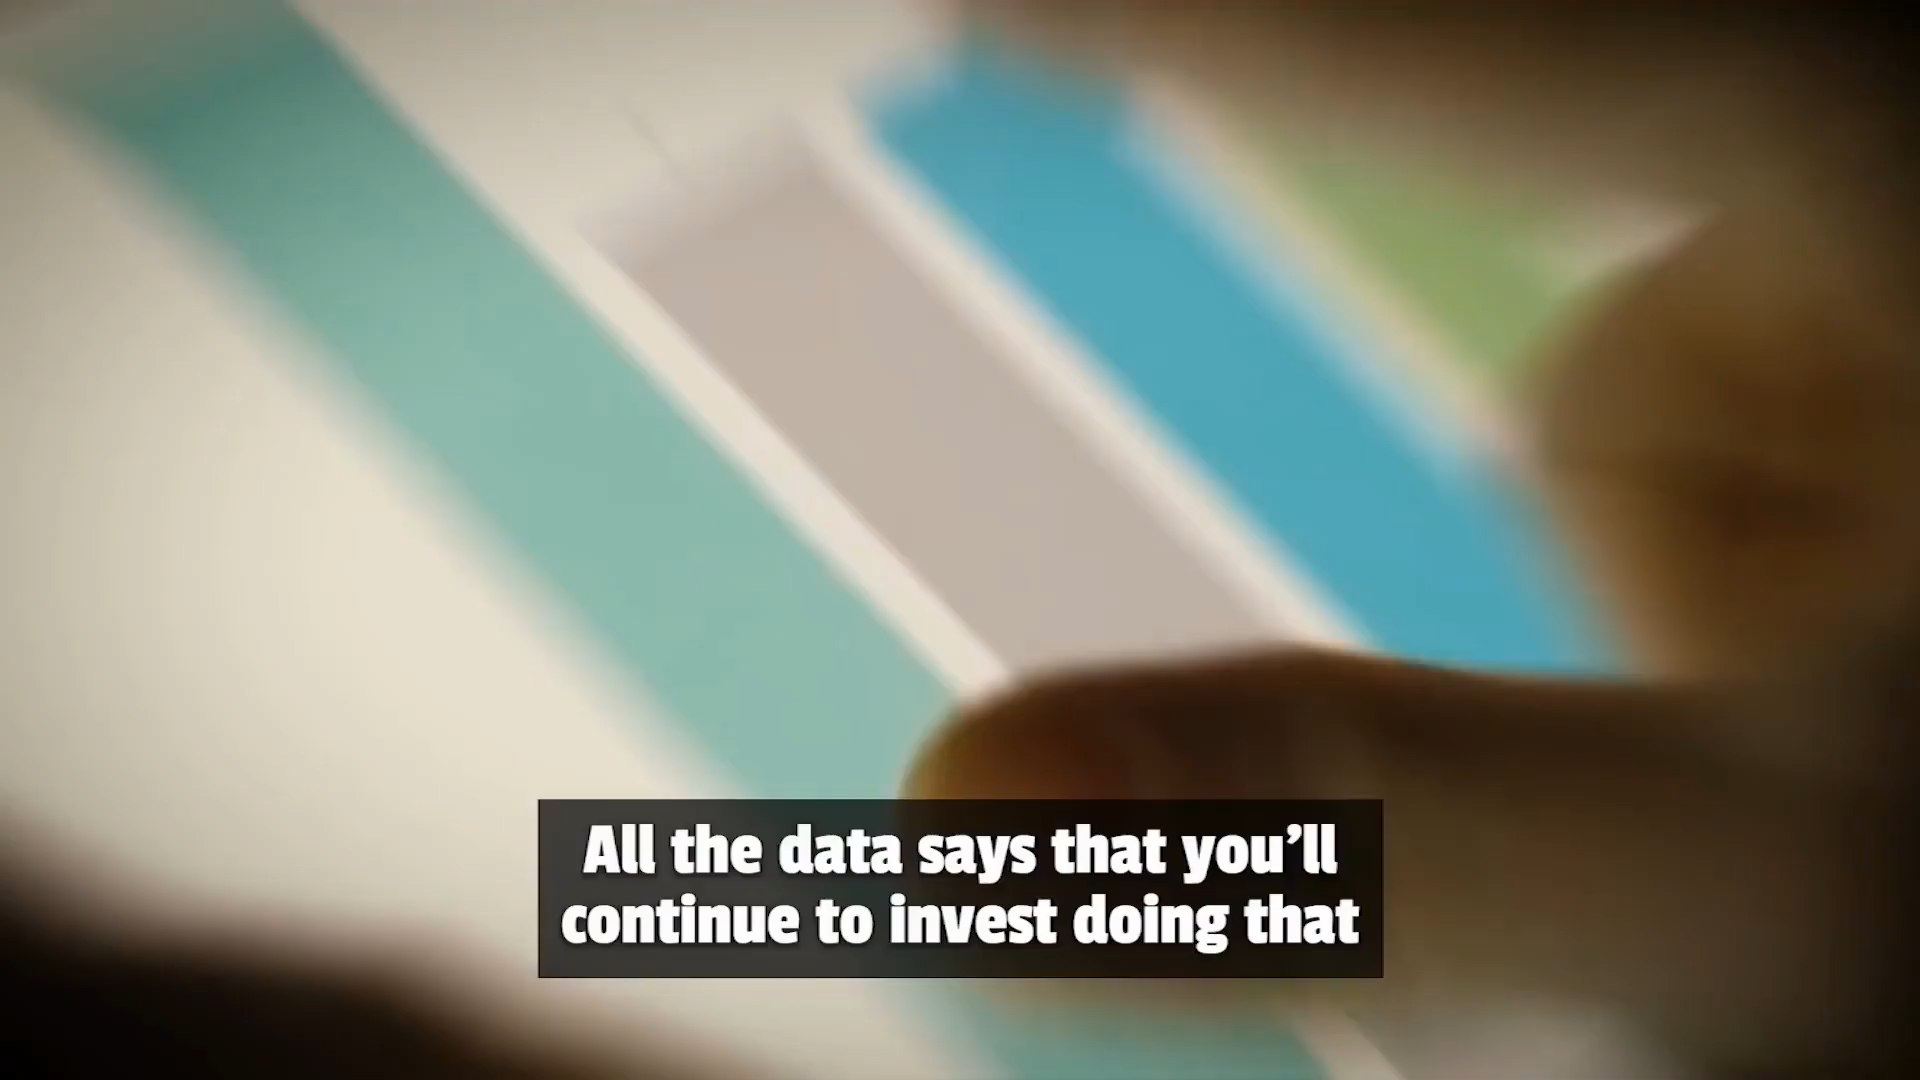 All the data says that you’ll
continue to invest doing that